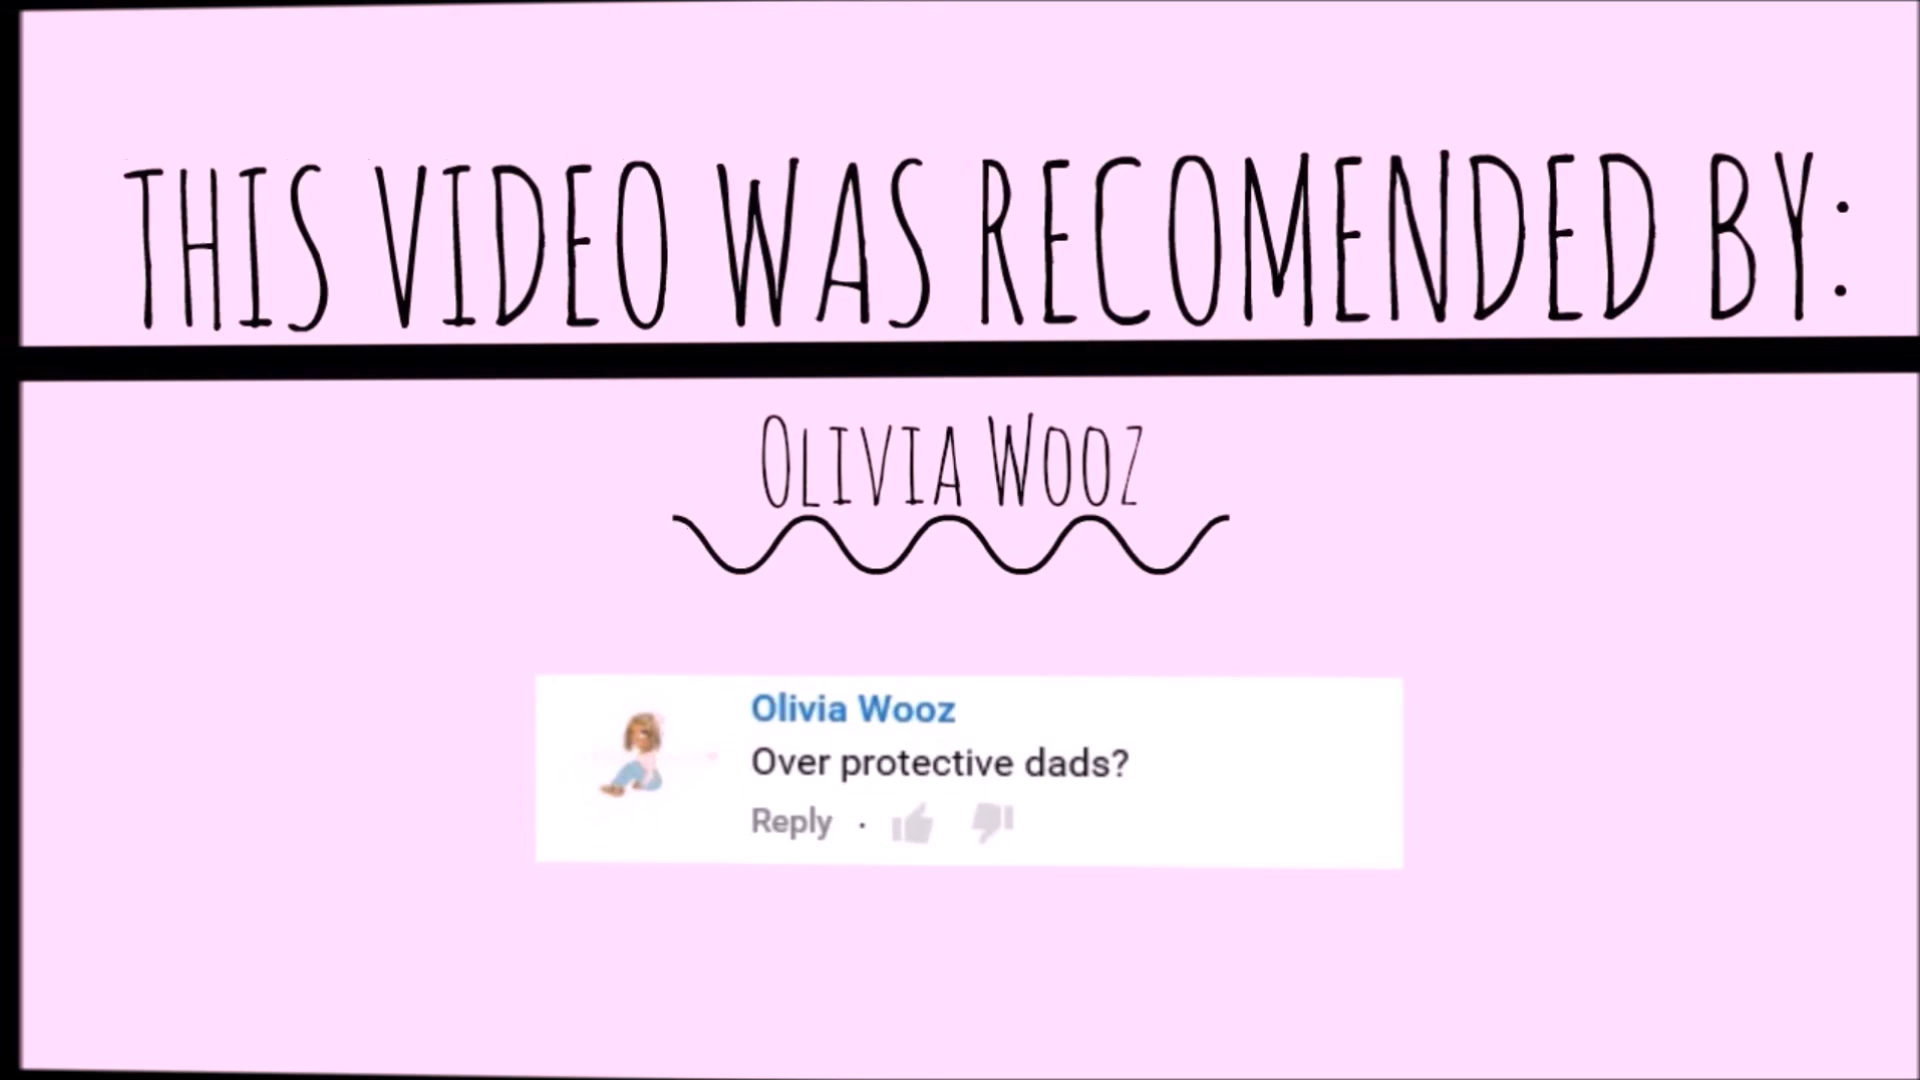 THIS VIDEO WAS RECOMENDED BY:
OLIVIA WOOZ
Olivia Wooz
Over protective dads?
Reply ·